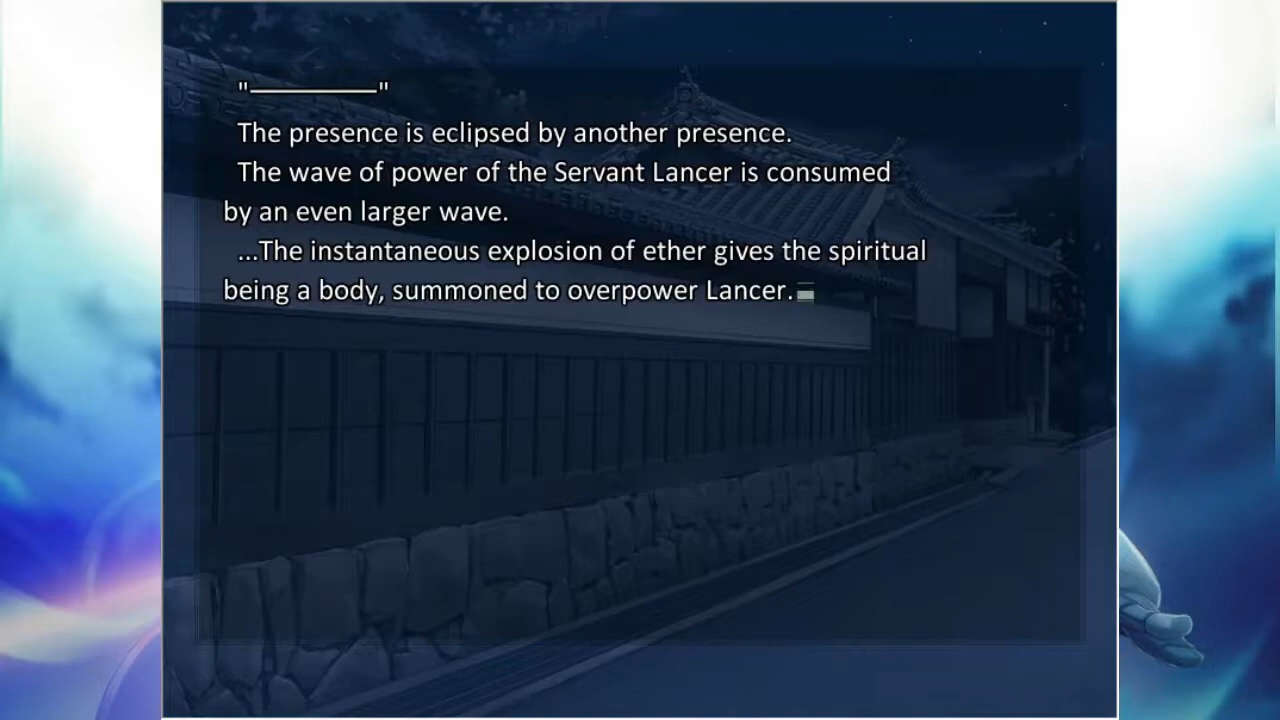 "―――――――"
The presence is eclipsed by another presence.
The wave of power of the Servant Lancer is consumed
by an even larger wave.
...The instantaneous explosion of ether gives the spiritual
being a body, summoned to overpower Lancer.